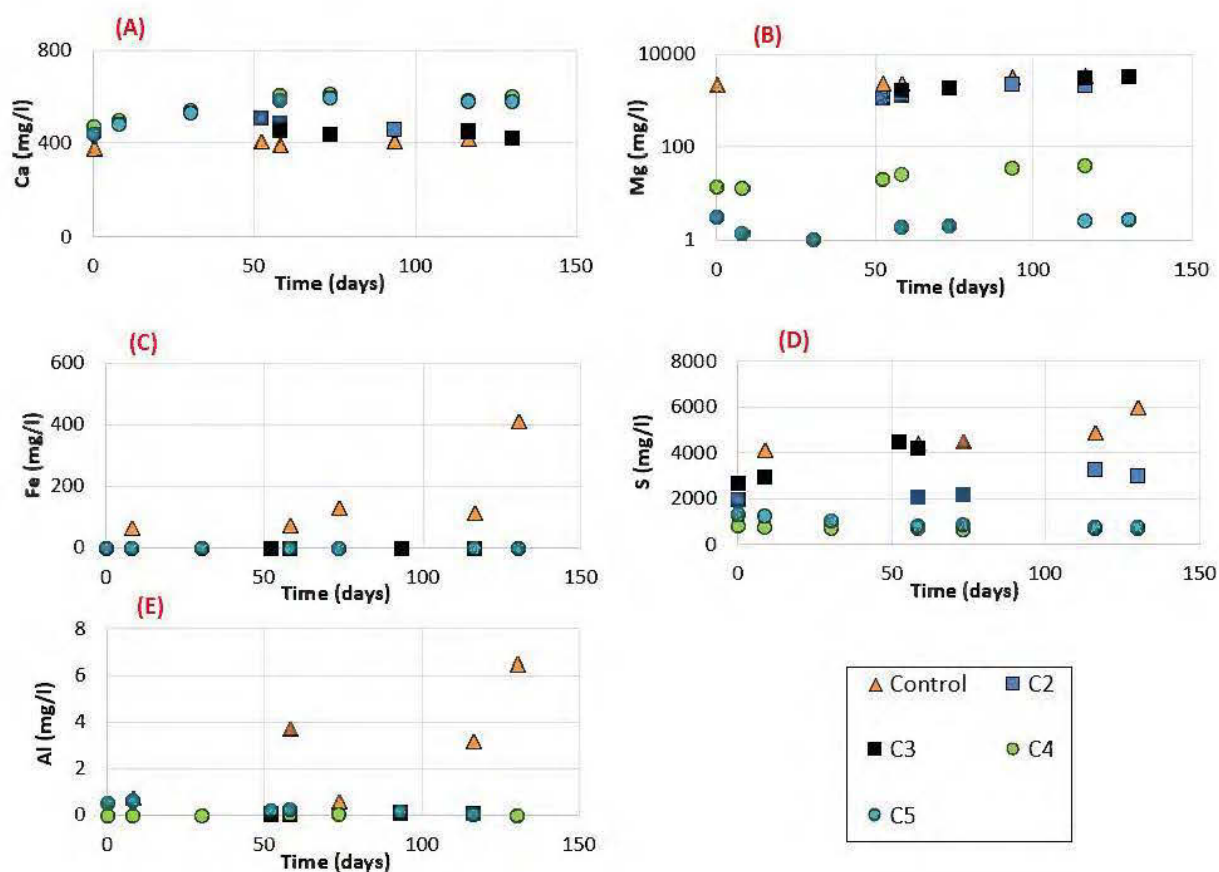 (A)
800
400
0
Ca (mg/l)
0 50 100 150
Time (days)
(B)
10000
100
1
Mg (mg/l)
0 50 100 150
Time (days)
(C)
600
400
200
0
Fe (mg/l)
0 50 100 150
Time (days)
(D)
8000
6000
4000
2000
0
S (mg/l)
0 50 100 150
Time (days)
(E)
8
6
4
2
0
Al (mg/l)
0 50 100 150
Time (days)
Control C2
C3 C4
C5